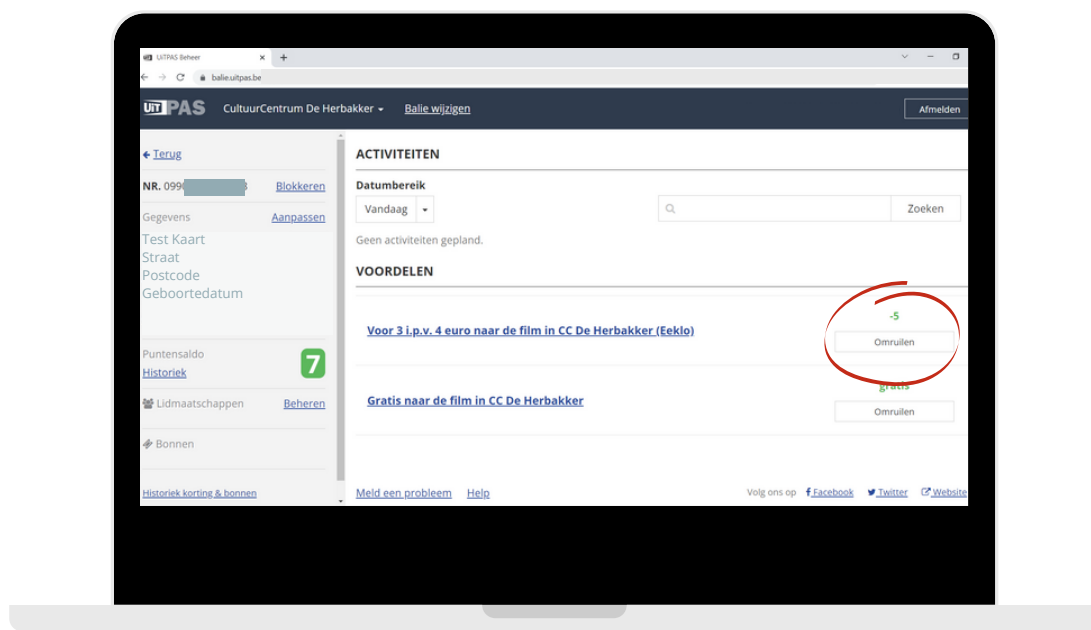 UiTPAS Beheer
balie.uitpas.be
UiTPAS CultuurCentrum De Herbakker Balie wijzigen Afmelden
Terug
NR. 099
Blokkeren
Gegevens Aanpassen
Test Kaart
Straat
Postcode
Geboortedatum
Puntensaldo
Historiek
7
Lidmaatschappen Beheren
Bonnen
Historiek korting & bonnen
ACTIVITEITEN
Datumbereik
Vandaag
Zoeken
Geen activiteiten gepland.
VOORDELEN
Voor 3 i.p.v. 4 euro naar de film in CC De Herbakker (Eeklo)
-5
Omruilen
Gratis naar de film in CC De Herbakker
gratis
Omruilen
Meld een probleem Help
Volg ons op Facebook Twitter Website